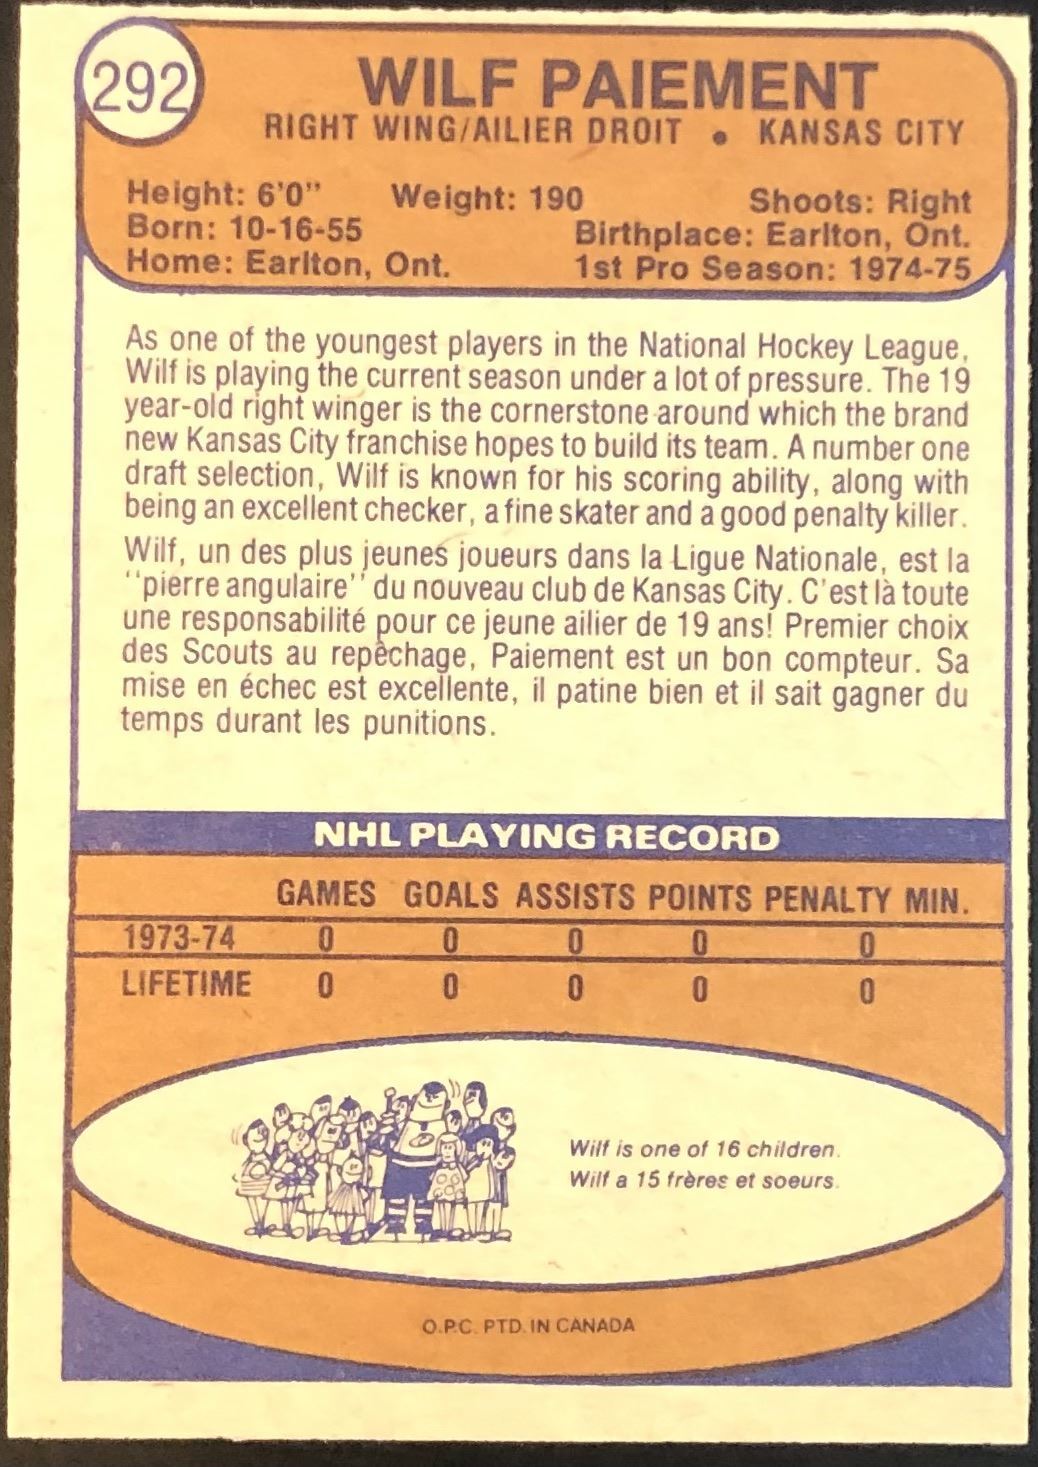 292
WILF PAIEMENT
RIGHT WING/AILIER DROIT • KANSAS CITY
Height: 6'0" Weight: 190 Shoots: Right
Born: 10-16-55 Birthplace: Earlton, Ont.
Home: Earlton, Ont. 1st Pro Season: 1974-75
As one of the youngest players in the National Hockey League,
Wilf is playing the current season under a lot of pressure. The 19
year-old right winger is the cornerstone around which the brand
new Kansas City franchise hopes to build its team. A number one
draft selection, Wilf is known for his scoring ability, along with
being an excellent checker, a fine skater and a good penalty killer.
Wilf, un des plus jeunes joueurs dans la Ligue Nationale, est la
"pierre angulaire" du nouveau club de Kansas City. C'est là toute
une responsabilité pour ce jeune ailier de 19 ans! Premier choix
des Scouts au repêchage, Paiement est un bon compteur. Sa
mise en échec est excellente, il patine bien et il sait gagner du
temps durant les punitions.
NHL PLAYING RECORD
GAMES GOALS ASSISTS POINTS PENALTY MIN.
1973-74 0 0 0 0 0
LIFETIME 0 0 0 0 0
Wilf is one of 16 children.
Wilf a 15 frères et soeurs.
O.P.C. PTD. IN CANADA